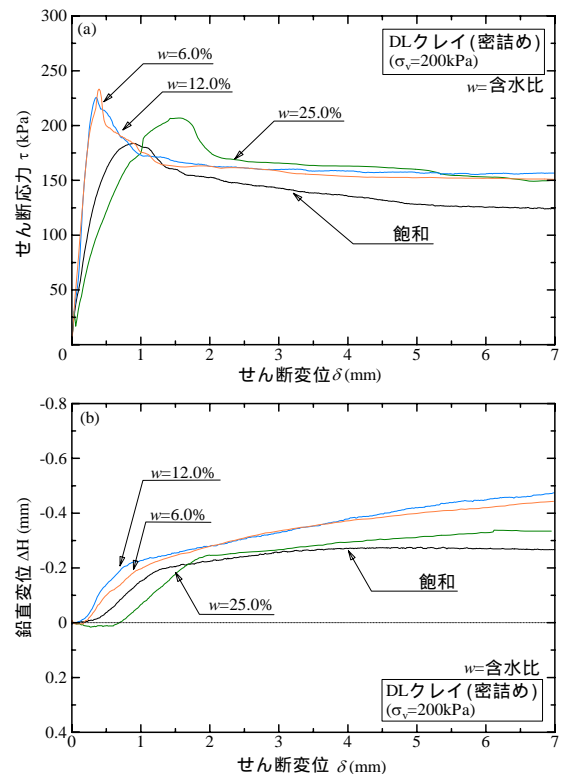 300
(a)
DLクレイ(密詰め)
(σv=200kPa)
w=6.0%
w=含水比
250
w=12.0%
w=25.0%
200
150
飽和
100
50
0
0 1 2 3 4 5 6 7
せん断応力 τ (kPa)
せん断変位 δ (mm)
-0.8
(b)
-0.6
w=12.0%
-0.4
w=6.0%
-0.2
飽和
w=25.0%
0
w=含水比
0.2
DLクレイ(密詰め)
(σv=200kPa)
0.4
0 1 2 3 4 5 6 7
鉛直変位 ΔH (mm)
せん断変位 δ (mm)